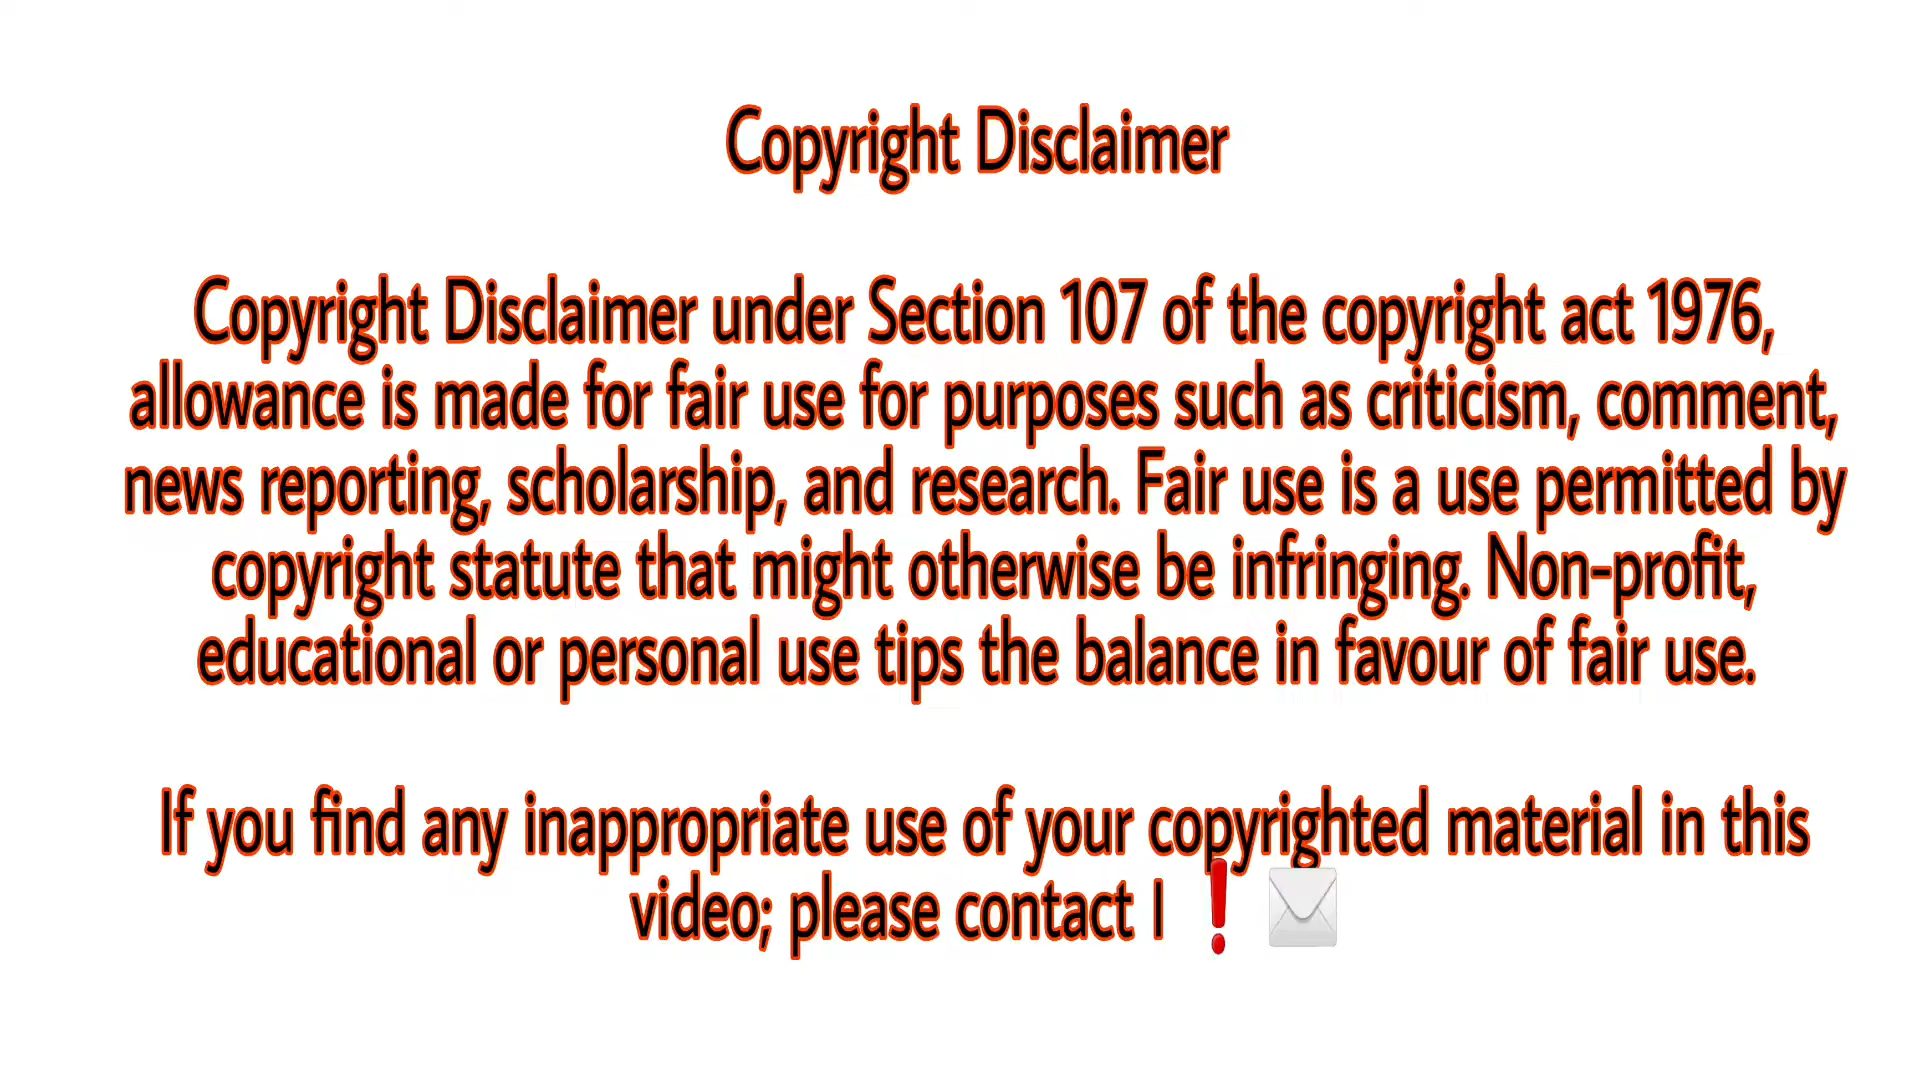 Copyright Disclaimer
Copyright Disclaimer under Section 107 of the copyright act 1976,
allowance is made for fair use for purposes such as criticism, comment,
news reporting, scholarship, and research. Fair use is a use permitted by
copyright statute that might otherwise be infringing. Non-profit,
educational or personal use tips the balance in favour of fair use.
If you find any inappropriate use of your copyrighted material in this
video; please contact I ❗ ✉